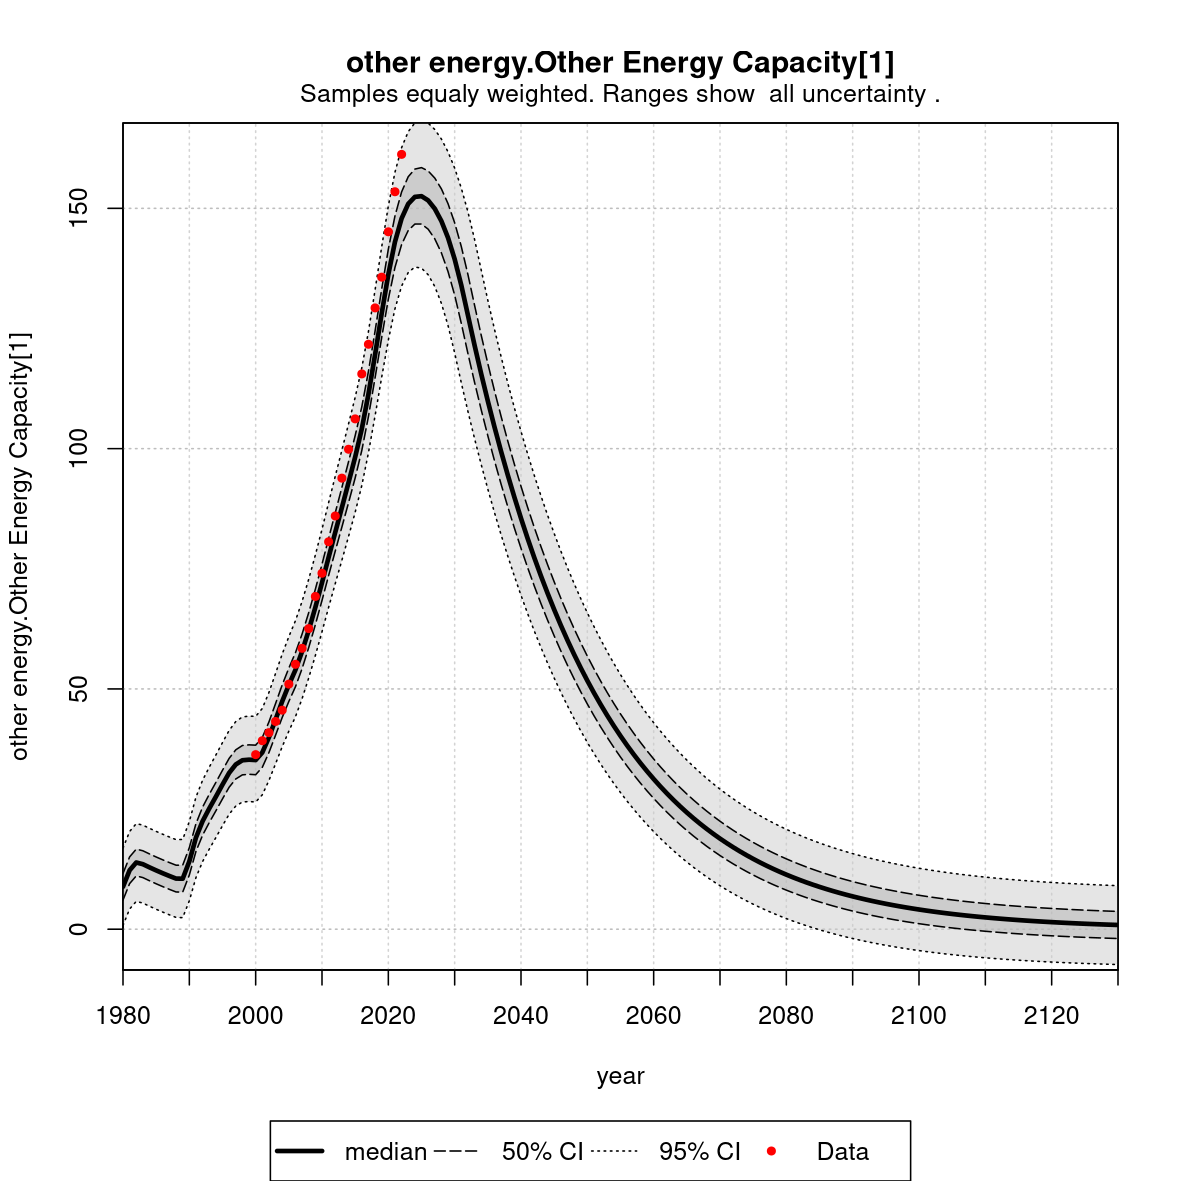 other energy.Other Energy Capacity[1]
Samples equaly weighted. Ranges show  all uncertainty .
other energy.Other Energy Capacity[1]
150
100
50
0
1980 2000 2020 2040 2060 2080 2100 2120
year
median 50% CI 95% CI Data